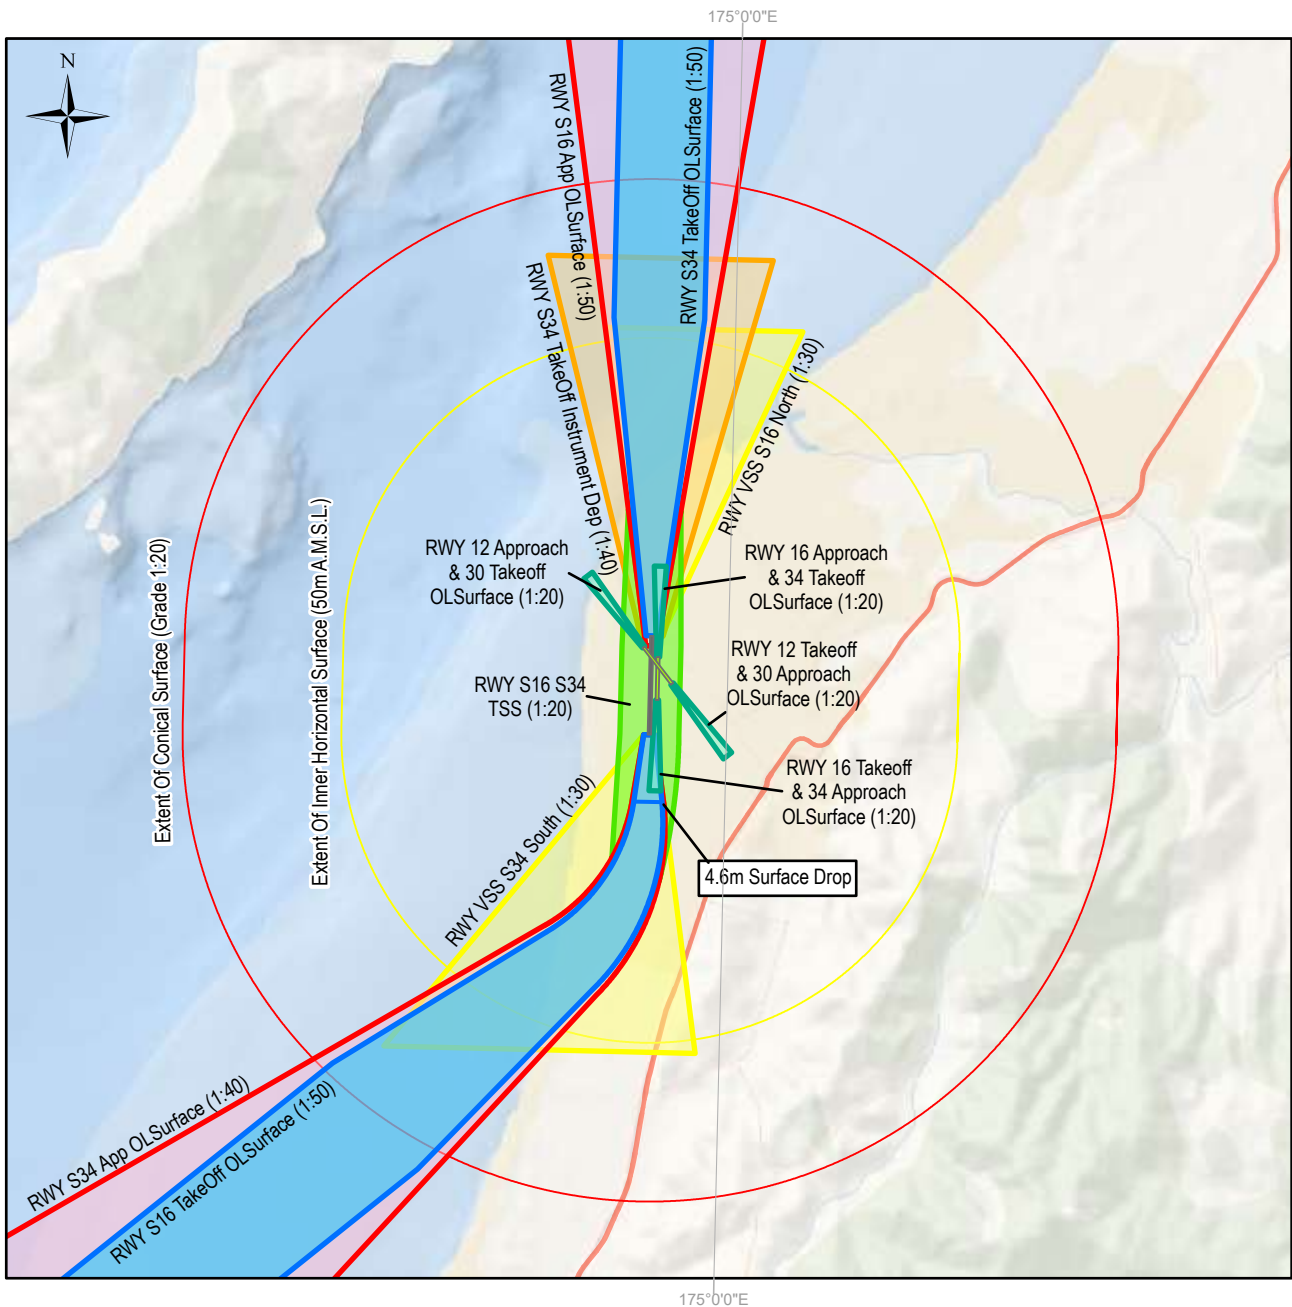 175°0'0"E
N
RWY S16 App OLSurface (1:50)
RWY S34 TakeOff OLSurface (1:50)
RWY S34 TakeOff Instrument Dep (1:40)
RWY VSS S16 North (1:30)
Extent Of Conical Surface (Grade 1:20)
Extent Of Inner Horizontal Surface (50m A.M.S.L.)
RWY 12 Approach
& 30 Takeoff
OLSurface (1:20)
RWY 16 Approach
& 34 Takeoff
OLSurface (1:20)
RWY 12 Takeoff
& 30 Approach
OLSurface (1:20)
RWY S16 S34
TSS (1:20)
RWY 16 Takeoff
& 34 Approach
OLSurface (1:20)
4.6m Surface Drop
RWY VSS S34 South (1:30)
RWY S34 App OLSurface (1:40)
RWY S16 TakeOff OLSurface (1:50)
175°0'0"E